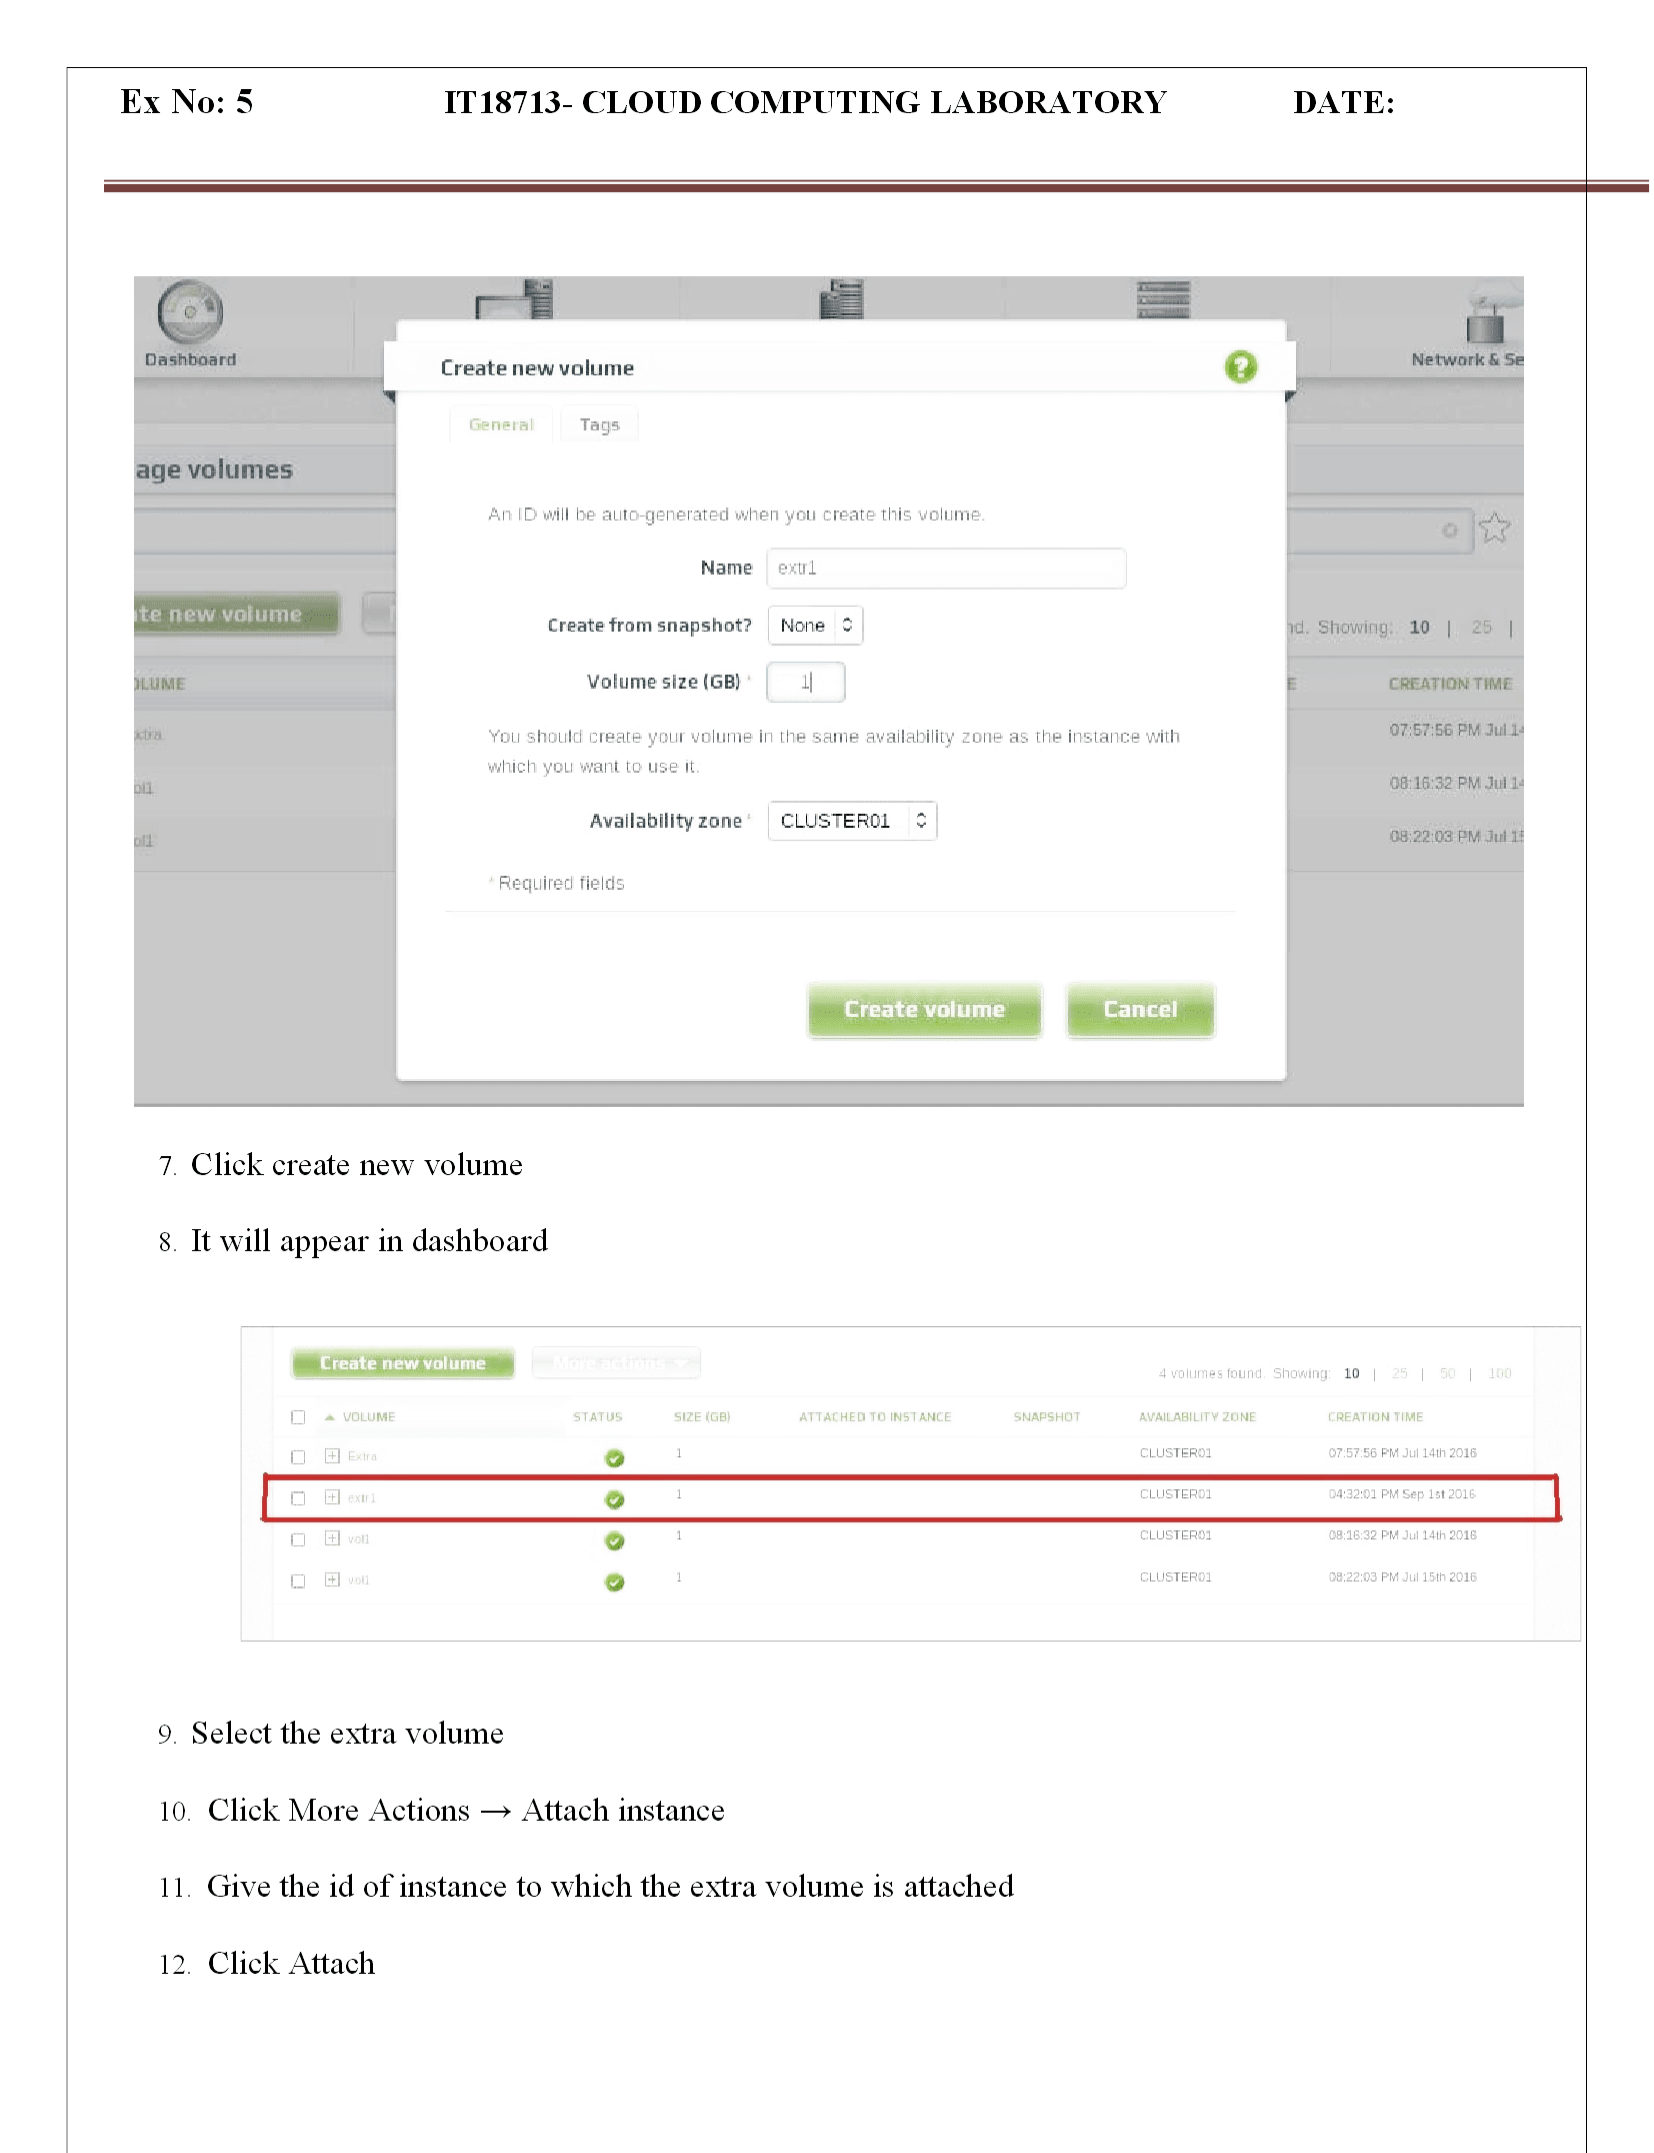 Ex No: 5 IT18713- CLOUD COMPUTING LABORATORY DATE:
Dashboard Network & Se
Create new volume ?
General Tags
age volumes
An ID will be auto-generated when you create this volume.
Name extr1
te new volume
Create from snapshot? None
nd. Showing: 10 | 25 |
Volume size (GB) * 1
OLUME E CREATION TIME
xtra 07:57:56 PM Jul 14
You should create your volume in the same availability zone as the instance with
which you want to use it.
ol1 08:16:32 PM Jul 14
Availability zone * CLUSTER01
ol1 08:22:03 PM Jul 15
* Required fields
Create volume Cancel
7. Click create new volume
8. It will appear in dashboard
Create new volume More actions 4 volumes found. Showing: 10 | 25 | 50 | 100
VOLUME STATUS SIZE (GB) ATTACHED TO INSTANCE SNAPSHOT AVAILABILITY ZONE CREATION TIME
Extra 1 CLUSTER01 07:57:56 PM Jul 14th 2016
extr1 1 CLUSTER01 04:32:01 PM Sep 1st 2016
vol1 1 CLUSTER01 08:16:32 PM Jul 14th 2016
vol1 1 CLUSTER01 08:22:03 PM Jul 15th 2016
9. Select the extra volume
10. Click More Actions → Attach instance
11. Give the id of instance to which the extra volume is attached
12. Click Attach